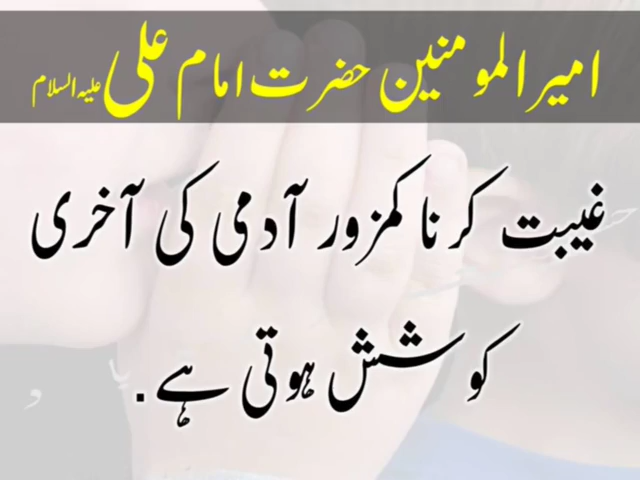 امیرالمومنین حضرت امام علی علیہ السلام
غیبت کرنا کمزور آدمی کی آخری
کوشش ہوتی ہے.